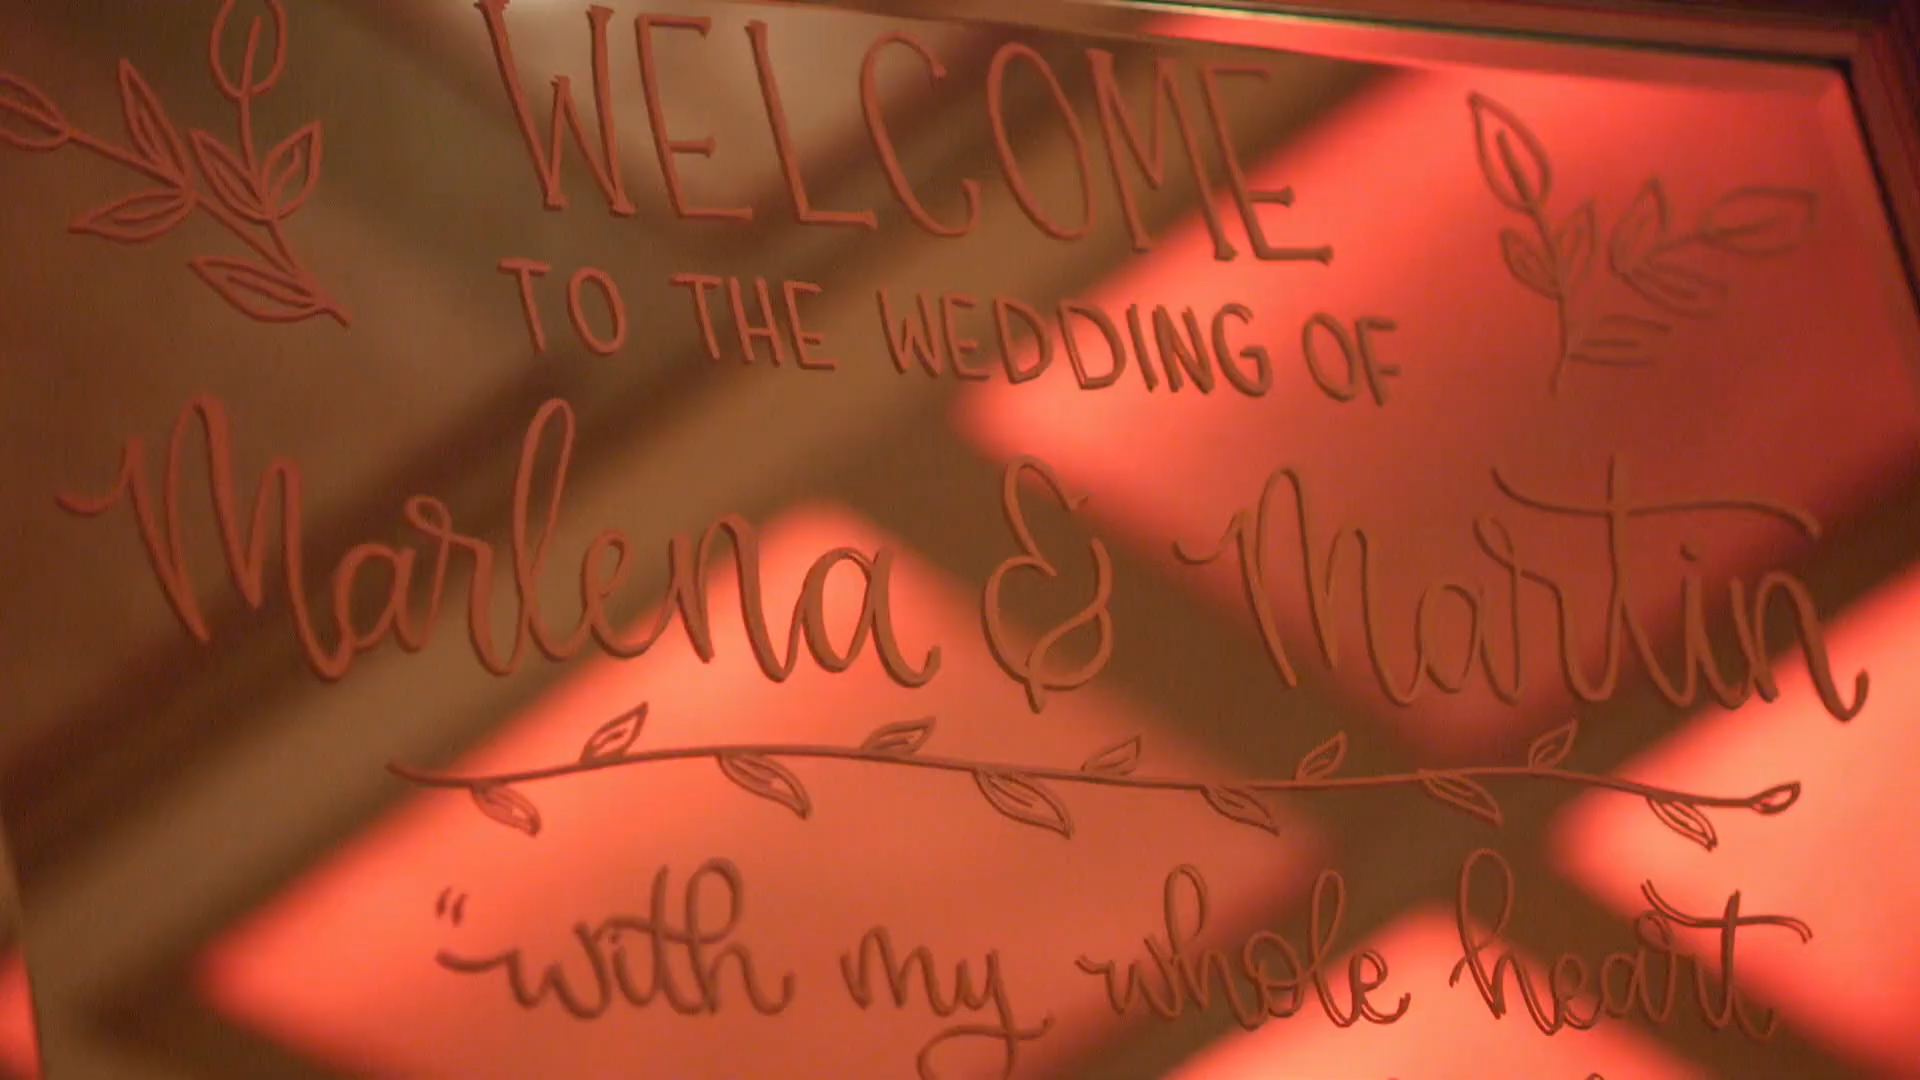 WELCOME
TO THE WEDDING OF
Marlena & Martin
"with my whole heart